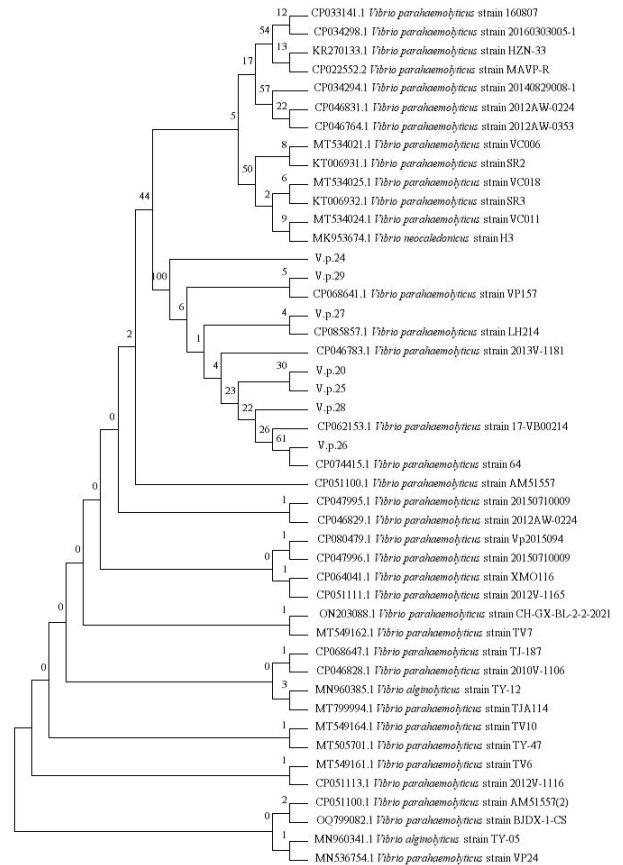 12
CP033141.1 Vibrio parahaemolyticus strain 160807
54
CP034298.1 Vibrio parahaemolyticus strain 20160303005-1
13
KR270133.1 Vibrio parahaemolyticus strain HZN-33
17
CP022552.2 Vibrio parahaemolyticus strain MAVP-R
57
CP034294.1 Vibrio parahaemolyticus strain 20140829008-1
22
CP046831.1 Vibrio parahaemolyticus strain 2012AW-0224
5
CP046764.1 Vibrio parahaemolyticus strain 2012AW-0353
8
MT534021.1 Vibrio parahaemolyticus strain VC006
50
KT006931.1 Vibrio parahaemolyticus strain SR2
6
MT534025.1 Vibrio parahaemolyticus strain VC018
2
KT006932.1 Vibrio parahaemolyticus strain SR3
44
9
MT534024.1 Vibrio parahaemolyticus strain VC011
MK953674.1 Vibrio neocaledonicus strain H3
V.p.24
100
5
V.p.29
CP068641.1 Vibrio parahaemolyticus strain VP157
6
4
V.p.27
2
1
CP085857.1 Vibrio parahaemolyticus strain LH214
CP046783.1 Vibrio parahaemolyticus strain 2013V-1181
4
30
V.p.20
23
V.p.25
22
V.p.28
0
26
CP062153.1 Vibrio parahaemolyticus strain 17-VB00214
61
V.p.26
CP074415.1 Vibrio parahaemolyticus strain 64
0
CP051100.1 Vibrio parahaemolyticus strain AM51557
1
CP047995.1 Vibrio parahaemolyticus strain 20150710009
CP046829.1 Vibrio parahaemolyticus strain 2012AW-0224
0
1
CP080479.1 Vibrio parahaemolyticus strain Vp2015094
0
CP047996.1 Vibrio parahaemolyticus strain 20150710009
1
CP064041.1 Vibrio parahaemolyticus strain XMO116
CP051111.1 Vibrio parahaemolyticus strain 2012V-1165
0
1
ON203088.1 Vibrio parahaemolyticus strain CH-GX-BL-2-2-2021
MT549162.1 Vibrio parahaemolyticus strain TV7
0
1
CP068647.1 Vibrio parahaemolyticus strain TJ-187
0
CP046828.1 Vibrio parahaemolyticus strain 2010V-1106
3
MN960385.1 Vibrio alginolyticus strain TY-12
MT799994.1 Vibrio parahaemolyticus strain TJA114
1
MT549164.1 Vibrio parahaemolyticus strain TV10
MT505701.1 Vibrio parahaemolyticus strain TY-47
1
MT549161.1 Vibrio parahaemolyticus strain TV6
CP051113.1 Vibrio parahaemolyticus strain 2012V-1116
2
CP051100.1 Vibrio parahaemolyticus strain AM51557(2)
0
OQ799082.1 Vibrio parahaemolyticus strain BJDX-1-CS
1
MN960341.1 Vibrio alginolyticus strain TY-05
MN536754.1 Vibrio parahaemolyticus strain VP24